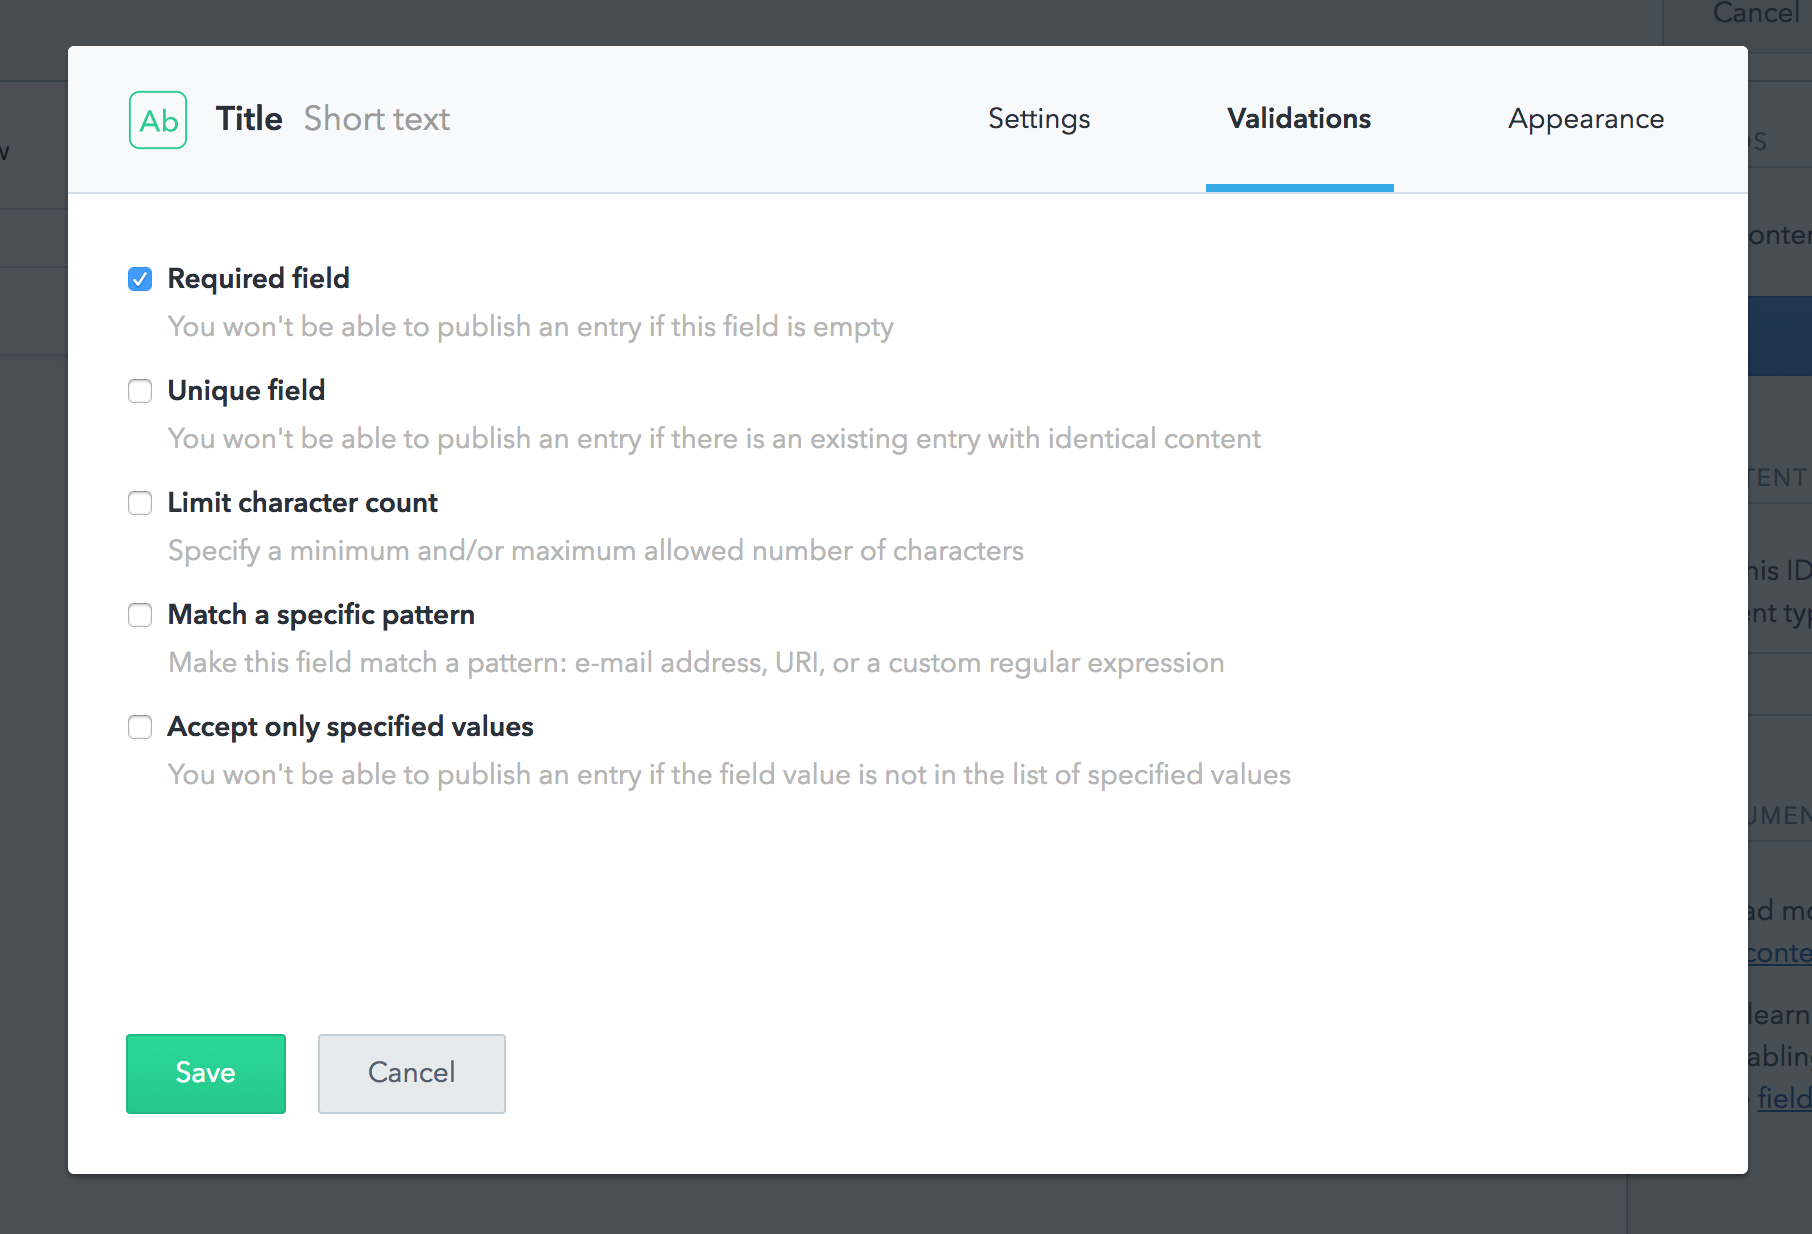 Cancel
Ab Title Short text Settings Validations Appearance
Required field
You won't be able to publish an entry if this field is empty
Unique field
You won't be able to publish an entry if there is an existing entry with identical content
Limit character count
Specify a minimum and/or maximum allowed number of characters
Match a specific pattern
Make this field match a pattern: e-mail address, URI, or a custom regular expression
Accept only specified values
You won't be able to publish an entry if the field value is not in the list of specified values
ID
learn
field
Save Cancel